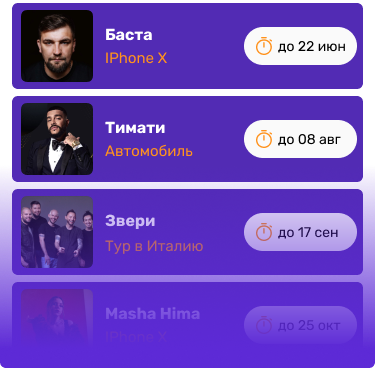 Баста
IPhone X
до 22 июн
Тимати
Автомобиль
до 08 авг
Звери
Тур в Италию
до 17 сен
Masha Hima
IPhone X
до 25 окт